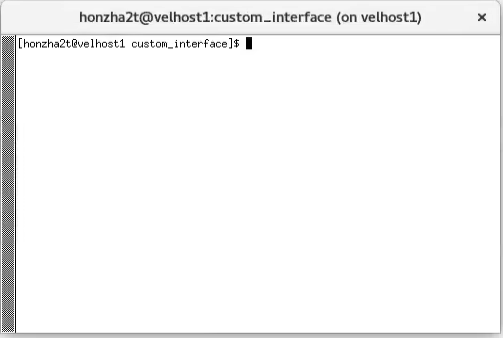 honzha2t@velhost1:custom_interface (on velhost1)
[honzha2t@velhost1 custom_interface]$